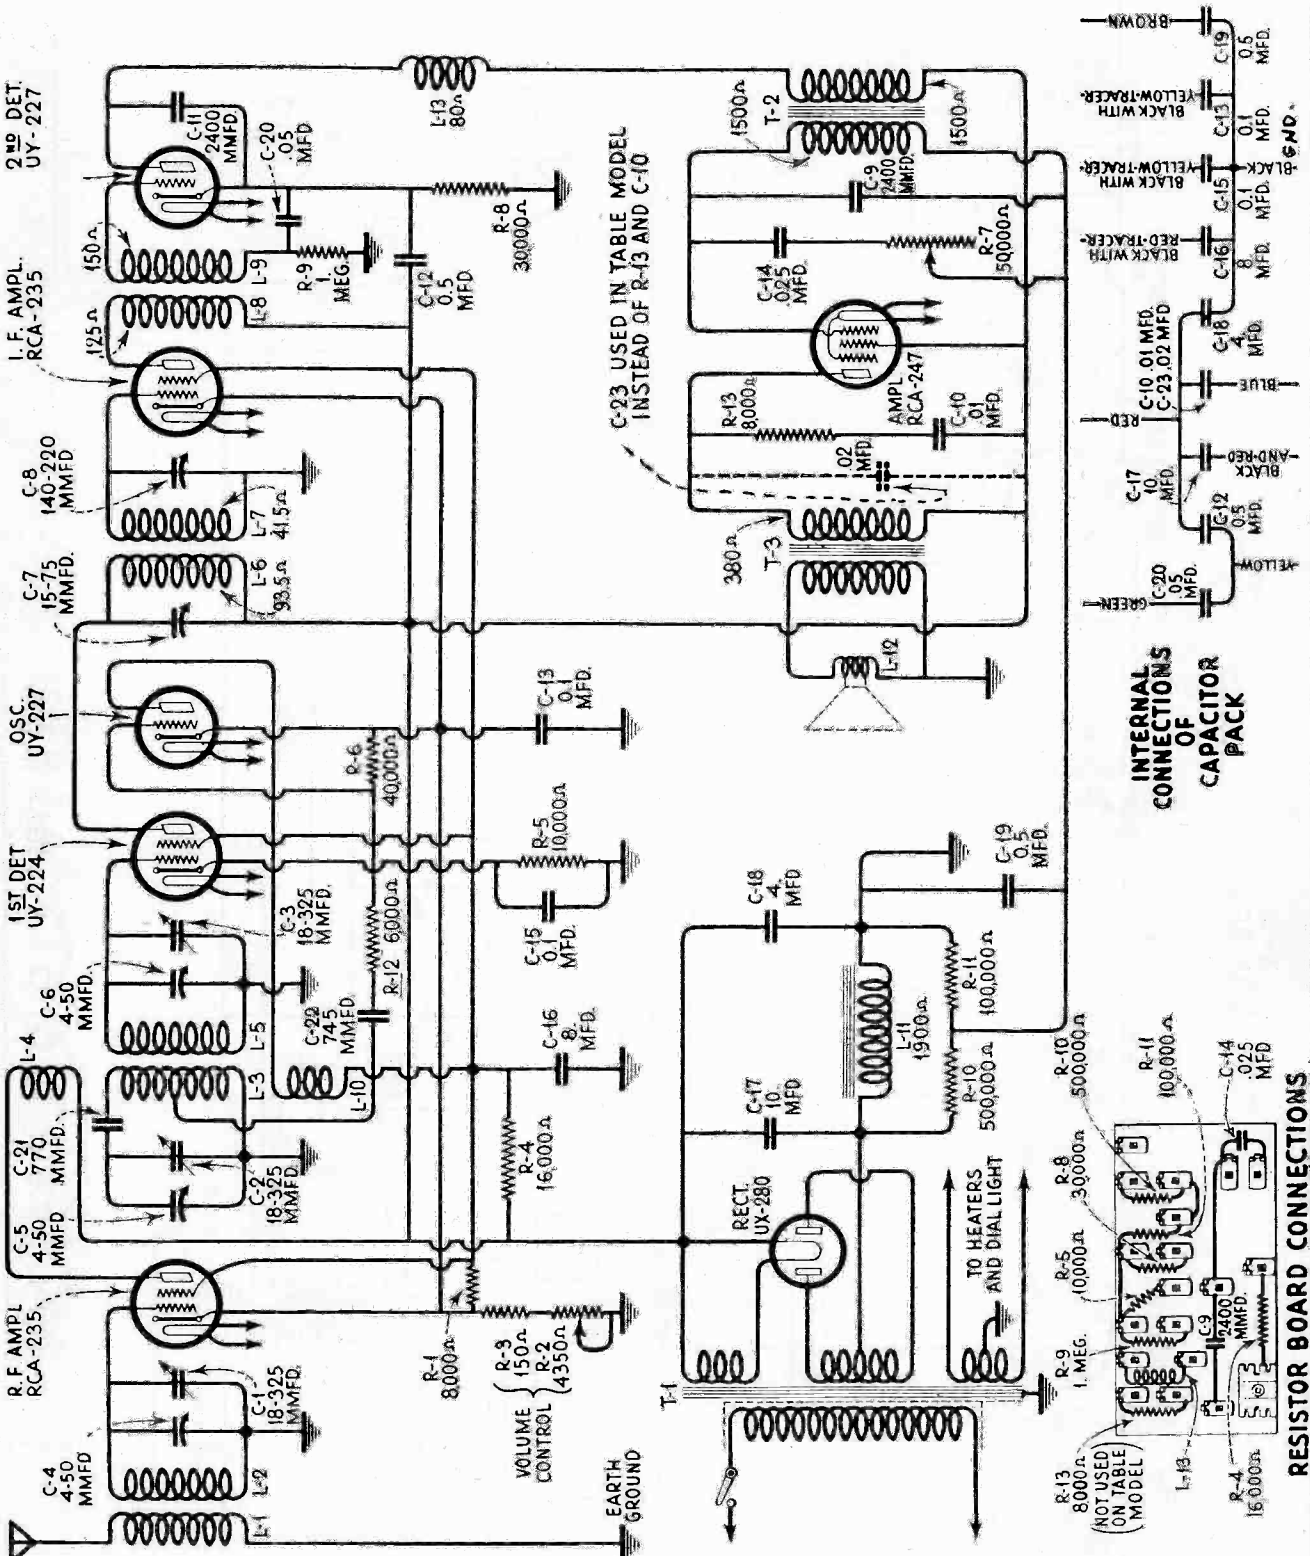 R.F. AMPL.
RCA-235
C-4
4-50
MMFD
C-1
18-325
MMFD.
L-1
L-2
EARTH
GROUND
VOLUME
CONTROL
R-3
150Ω
R-2
4350Ω
R-1
8,000Ω
C-5
4-50
MMFD
C-21
770
MMFD.
C-2
18-325
MMFD.
L-3
L-4
L-5
C-6
4-50
MMFD.
C-3
18-325
MMFD.
1ST DET
UY-224
OSC.
UY-227
L-10
C-22
745
MMFD.
R-12 6,000Ω
R-6
40,000Ω
R-4
16,000Ω
C-16
8.
MFD.
C-15
0.1
MFD.
R-5
10,000Ω
C-13
0.1
MFD.
C-7
15-75
MMFD.
L-6
93.5Ω
C-8
140-220
MMFD
L-7
41.5Ω
I.F. AMPL.
RCA-235
125Ω
L-8
150Ω
L-9
2ND DET.
UY-227
R-9
1.
MEG.
C-20
.05
MFD
C-11
2400
MMFD.
C-12
0.5
MFD.
R-8
30,000Ω
L-13
80Ω
C-23 USED IN TABLE MODEL
INSTEAD OF R-13 AND C-10
T-1
RECT.
UX-280
TO HEATERS
AND DIAL LIGHT
C-17
10.
MFD
C-18
4.
MFD
L-11
1900Ω
R-10
500,000Ω
R-11
100,000Ω
C-19
0.5
MFD.
L-12
T-3
380Ω
.02
MFD.
R-13
8,000Ω
C-10
.01
MFD.
AMPL.
RCA-247
C-14
.025
MFD.
R-7
50,000Ω
C-9
2400
MMFD.
1500Ω
T-2
1500Ω
RESISTOR BOARD CONNECTIONS
R-13
8,000Ω
(NOT USED
ON TABLE
MODEL)
L-13
R-4
16,000Ω
R-9
1. MEG.
R-5
10,000Ω
R-8
30,000Ω
R-10
500,000Ω
R-11
100,000Ω
C-14
.025
MFD
C-9
2400
MMFD.
INTERNAL
CONNECTIONS
OF
CAPACITOR
PACK
GREEN
C-20
.05
MFD.
YELLOW
C-12
0.5
MFD.
C-17
10.
MFD.
BLACK
AND-RED
RED
C-10 .01 MFD.
C-23 .02 MFD
BLUE
C-18
4.
MFD.
C-16
8.
MFD.
BLACK WITH
RED-TRACER
C-15
0.1
MFD.
BLACK WITH
YELLOW-TRACER
BLACK
GND.
C-13
0.1
MFD.
BLACK WITH
YELLOW-TRACER
C-19
0.5
MFD.
BROWN